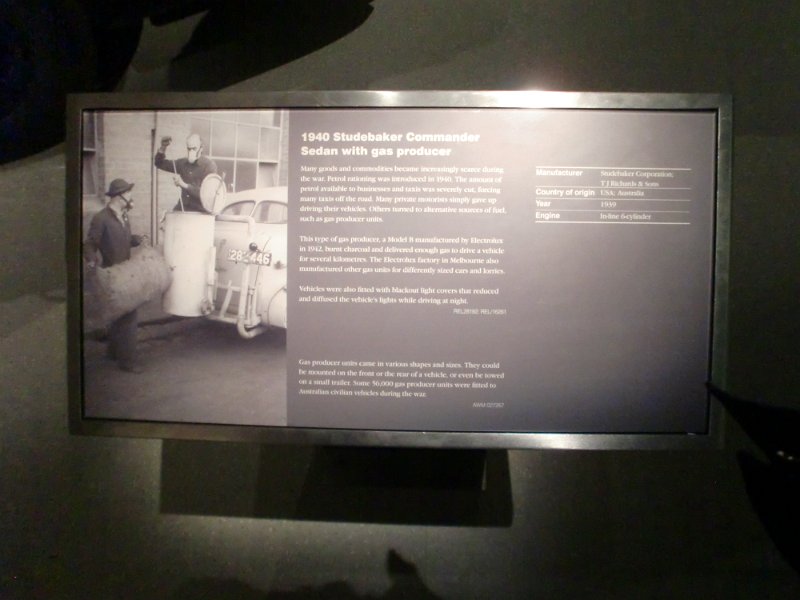 1940 Studebaker Commander
Sedan with gas producer
Many goods and commodities became increasingly scarce during
the war. Petrol rationing was introduced in 1940. The amount of
petrol available to businesses and taxis was severely cut, forcing
many taxis off the road. Many private motorists simply gave up
driving their vehicles. Others turned to alternative sources of fuel,
such as gas producer units.
This type of gas producer, a Model B manufactured by Electrolux
in 1942, burnt charcoal and delivered enough gas to drive a vehicle
for several kilometres. The Electrolux factory in Melbourne also
manufactured other gas units for differently sized cars and lorries.
Vehicles were also fitted with blackout light covers that reduced
and diffused the vehicle's lights while driving at night.
REL28192; REL/16261
Gas producer units came in various shapes and sizes. They could
be mounted on the front or the rear of a vehicle, or even be towed
on a small trailer. Some 56,000 gas producer units were fitted to
Australian civilian vehicles during the war.
AWM 027267
Manufacturer Studebaker Corporation;
T J Richards & Sons
Country of origin USA; Australia
Year 1939
Engine In-line 6-cylinder